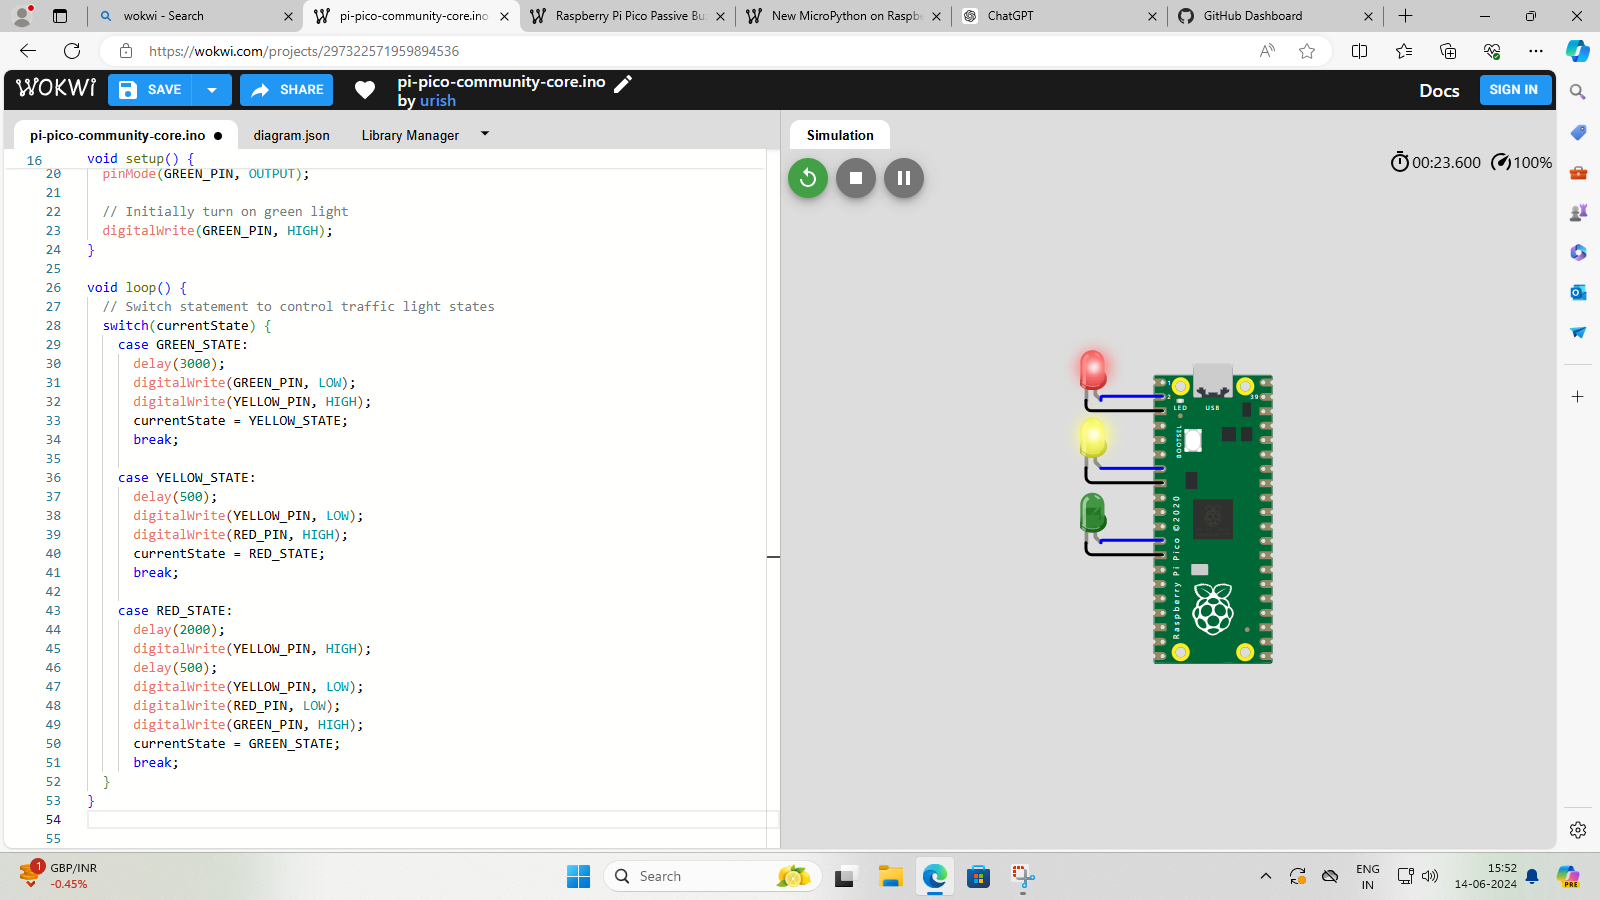 wokwi - Search
pi-pico-community-core.ino
Raspberry Pi Pico Passive Bu
New MicroPython on Raspb
ChatGPT
GitHub Dashboard
https://wokwi.com/projects/297322571959894536
WOKWI
SAVE
SHARE
pi-pico-community-core.ino
by urish
Docs
SIGN IN
pi-pico-community-core.ino
diagram.json
Library Manager
Simulation
00:23.600
100%
16 void setup() {
20 pinMode(GREEN_PIN, OUTPUT);
21
22 // Initially turn on green light
23 digitalWrite(GREEN_PIN, HIGH);
24 }
25
26 void loop() {
27 // Switch statement to control traffic light states
28 switch(currentState) {
29 case GREEN_STATE:
30 delay(3000);
31 digitalWrite(GREEN_PIN, LOW);
32 digitalWrite(YELLOW_PIN, HIGH);
33 currentState = YELLOW_STATE;
34 break;
35
36 case YELLOW_STATE:
37 delay(500);
38 digitalWrite(YELLOW_PIN, LOW);
39 digitalWrite(RED_PIN, HIGH);
40 currentState = RED_STATE;
41 break;
42
43 case RED_STATE:
44 delay(2000);
45 digitalWrite(YELLOW_PIN, HIGH);
46 delay(500);
47 digitalWrite(YELLOW_PIN, LOW);
48 digitalWrite(RED_PIN, LOW);
49 digitalWrite(GREEN_PIN, HIGH);
50 currentState = GREEN_STATE;
51 break;
52 }
53 }
54
55
1
2
39
LED
USB
BOOTSEL
Raspberry Pi Pico ©2020
1
GBP/INR
-0.45%
Search
ENG
IN
15:52
14-06-2024
PRE